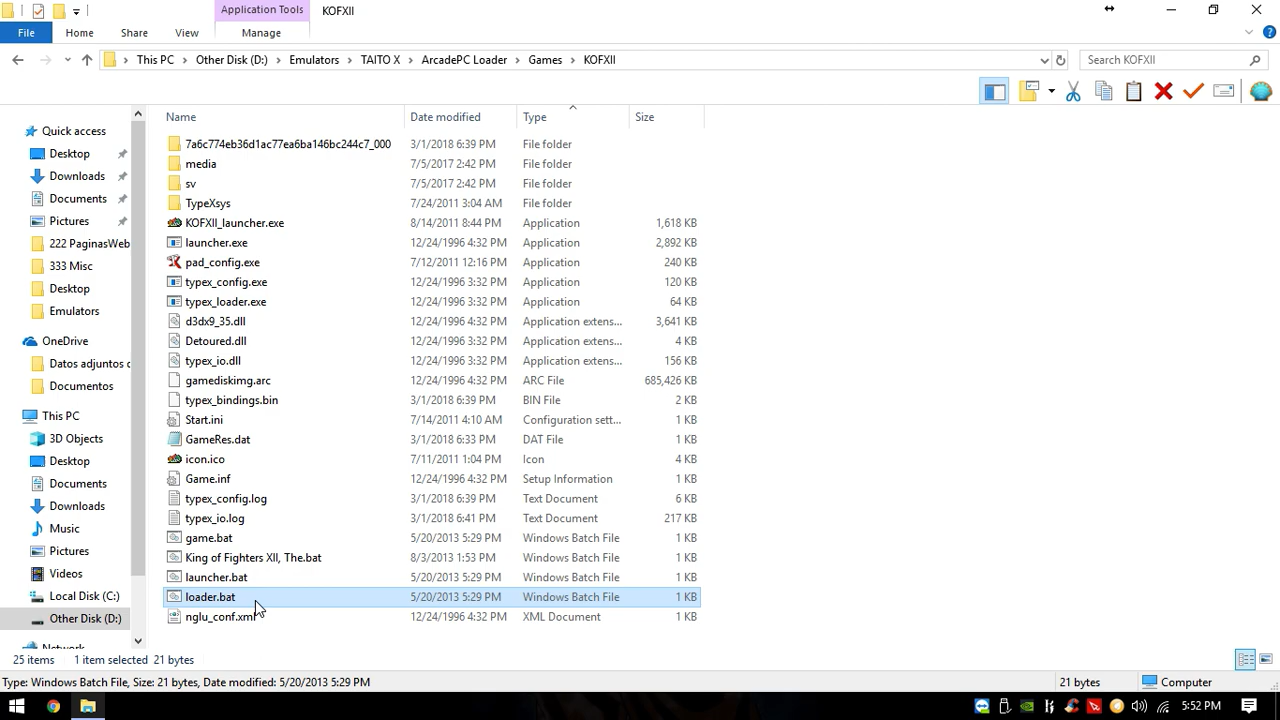 Application Tools KOFXII
File Home Share View Manage
This PC Other Disk (D:) Emulators TAITO X ArcadePC Loader Games KOFXII Search KOFXII
Name Date modified Type Size
Quick access
Desktop
Downloads
Documents
Pictures
222 PaginasWeb
333 Misc
Desktop
Emulators
OneDrive
Datos adjuntos c
Documentos
This PC
3D Objects
Desktop
Documents
Downloads
Music
Pictures
Videos
Local Disk (C:)
Other Disk (D:)
Network
7a6c774eb36d1ac77ea6ba146bc244c7_000 3/1/2018 6:39 PM File folder
media 7/5/2017 2:42 PM File folder
sv 7/5/2017 2:42 PM File folder
TypeXsys 7/24/2011 3:04 AM File folder
KOFXII_launcher.exe 8/14/2011 8:44 PM Application 1,618 KB
launcher.exe 12/24/1996 4:32 PM Application 2,892 KB
pad_config.exe 7/12/2011 12:16 PM Application 240 KB
typex_config.exe 12/24/1996 3:32 PM Application 120 KB
typex_loader.exe 12/24/1996 3:32 PM Application 64 KB
d3dx9_35.dll 12/24/1996 4:32 PM Application extens... 3,641 KB
Detoured.dll 12/24/1996 4:32 PM Application extens... 4 KB
typex_io.dll 12/24/1996 3:32 PM Application extens... 156 KB
gamediskimg.arc 12/24/1996 4:32 PM ARC File 685,426 KB
typex_bindings.bin 3/1/2018 6:39 PM BIN File 2 KB
Start.ini 7/14/2011 4:10 AM Configuration sett... 1 KB
GameRes.dat 3/1/2018 6:33 PM DAT File 1 KB
icon.ico 7/11/2011 1:04 PM Icon 4 KB
Game.inf 12/24/1996 4:32 PM Setup Information 1 KB
typex_config.log 3/1/2018 6:39 PM Text Document 6 KB
typex_io.log 3/1/2018 6:41 PM Text Document 217 KB
game.bat 5/20/2013 5:29 PM Windows Batch File 1 KB
King of Fighters XII, The.bat 8/3/2013 1:53 PM Windows Batch File 1 KB
launcher.bat 5/20/2013 5:29 PM Windows Batch File 1 KB
loader.bat 5/20/2013 5:29 PM Windows Batch File 1 KB
nglu_conf.xml 12/24/1996 4:32 PM XML Document 1 KB
25 items 1 item selected 21 bytes
Type: Windows Batch File, Size: 21 bytes, Date modified: 5/20/2013 5:29 PM 21 bytes Computer
5:52 PM